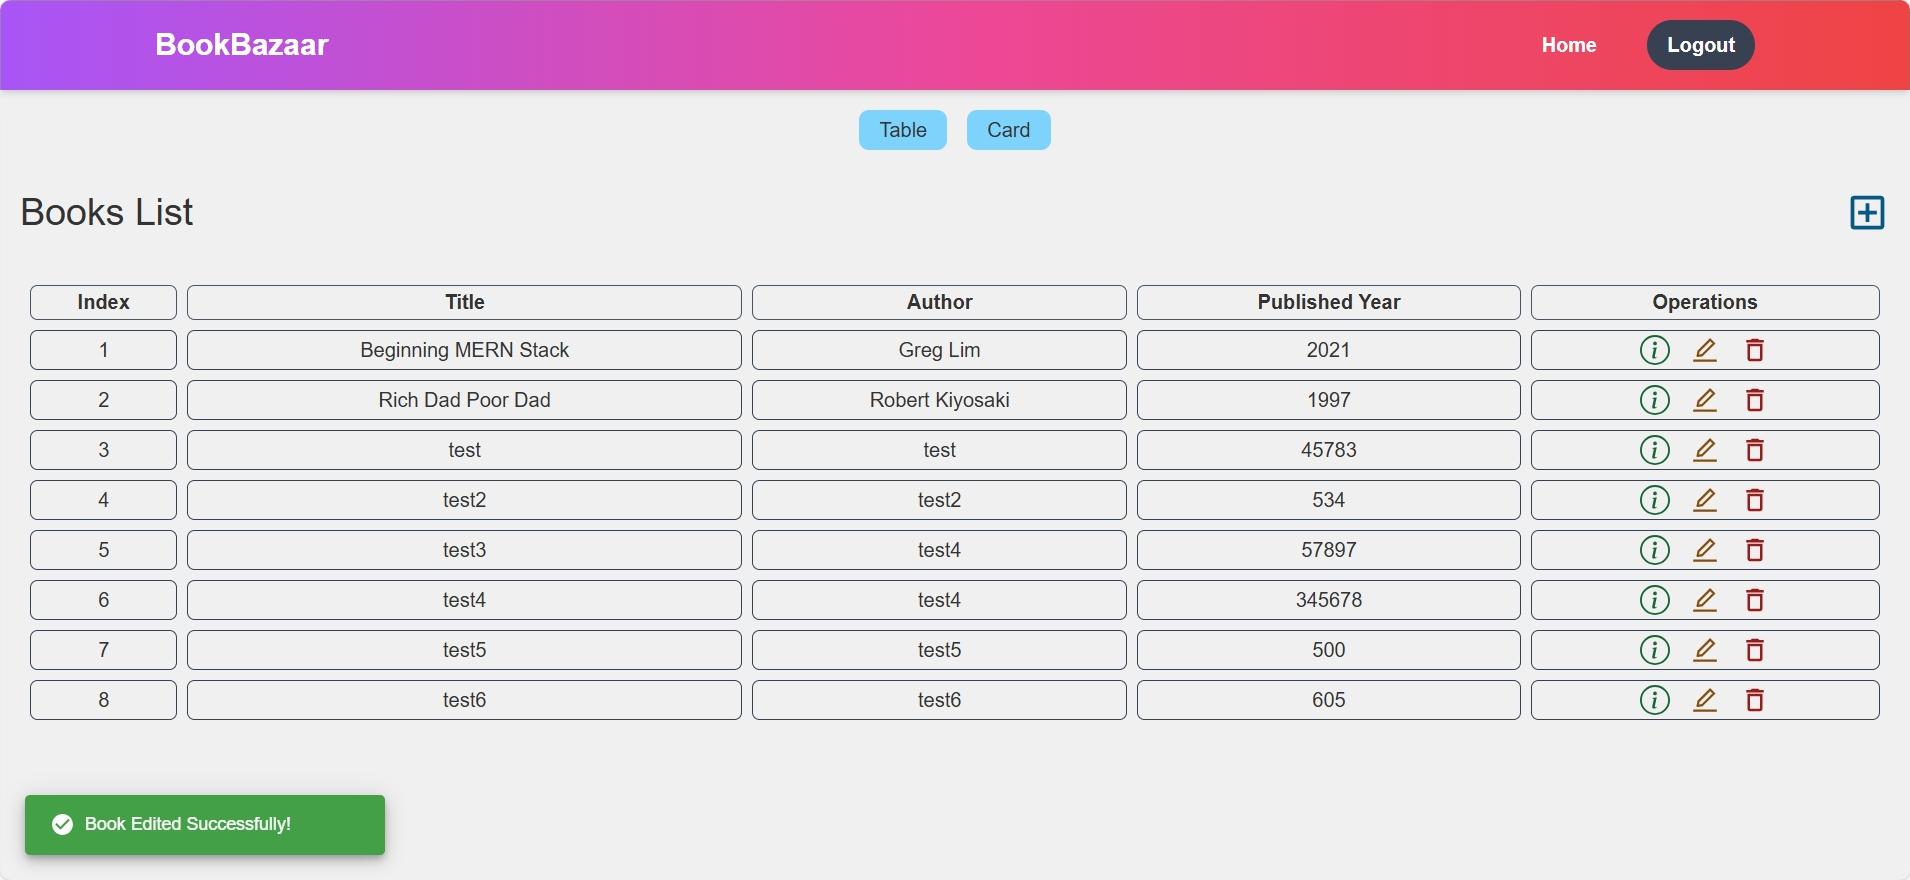 BookBazaar Home Logout
Table Card
Books List
Index Title Author Published Year Operations
1 Beginning MERN Stack Greg Lim 2021
2 Rich Dad Poor Dad Robert Kiyosaki 1997
3 test test 45783
4 test2 test2 534
5 test3 test4 57897
6 test4 test4 345678
7 test5 test5 500
8 test6 test6 605
Book Edited Successfully!